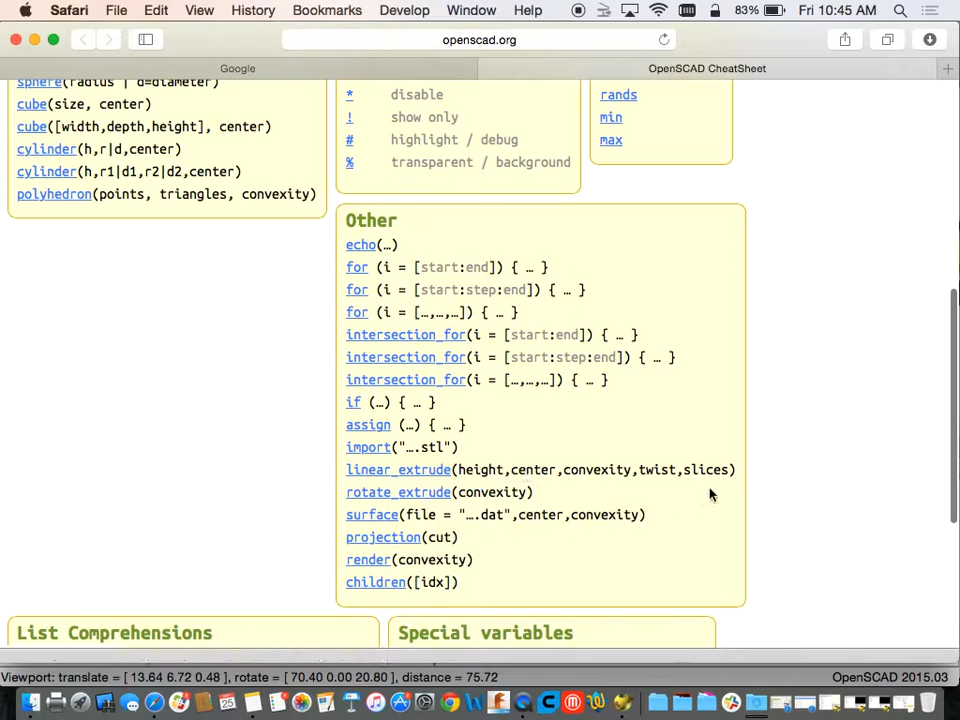 Safari File Edit View History Bookmarks Develop Window Help 83% Fri 10:45 AM
openscad.org
Google
OpenSCAD CheatSheet
sphere(radius | d=diameter)
cube(size, center)
cube([width,depth,height], center)
cylinder(h,r|d,center)
cylinder(h,r1|d1,r2|d2,center)
polyhedron(points, triangles, convexity)
* disable
! show only
# highlight / debug
% transparent / background
rands
min
max
Other
echo(…)
for (i = [start:end]) { … }
for (i = [start:step:end]) { … }
for (i = […,…,…]) { … }
intersection_for(i = [start:end]) { … }
intersection_for(i = [start:step:end]) { … }
intersection_for(i = […,…,…]) { … }
if (…) { … }
assign (…) { … }
import("….stl")
linear_extrude(height,center,convexity,twist,slices)
rotate_extrude(convexity)
surface(file = "….dat",center,convexity)
projection(cut)
render(convexity)
children([idx])
List Comprehensions
Special variables
Viewport: translate = [ 13.64 6.72 0.48 ], rotate = [ 70.40 0.00 20.80 ], distance = 75.72
OpenSCAD 2015.03